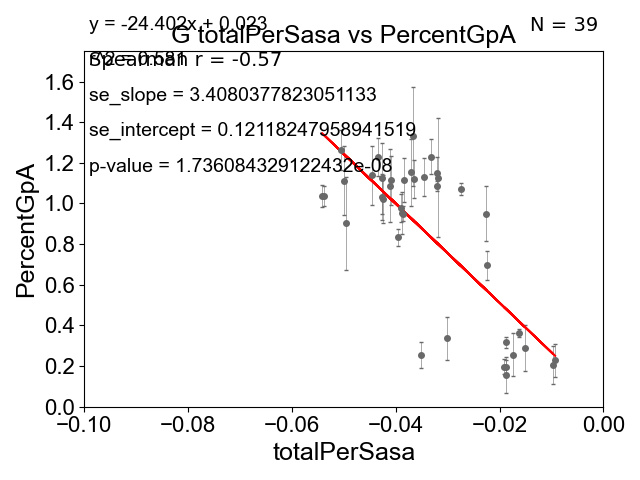 y = -24.402x + 0.023
N = 39
G totalPerSasa vs PercentGpA
Spearman r = -0.57
se_slope = 3.4080377823051133
se_intercept = 0.12118247958941519
p-value = 1.7360843291122432e-08
PercentGpA
1.6
1.4
1.2
1.0
0.8
0.6
0.4
0.2
0.0
−0.10 −0.08 −0.06 −0.04 −0.02 0.00
totalPerSasa